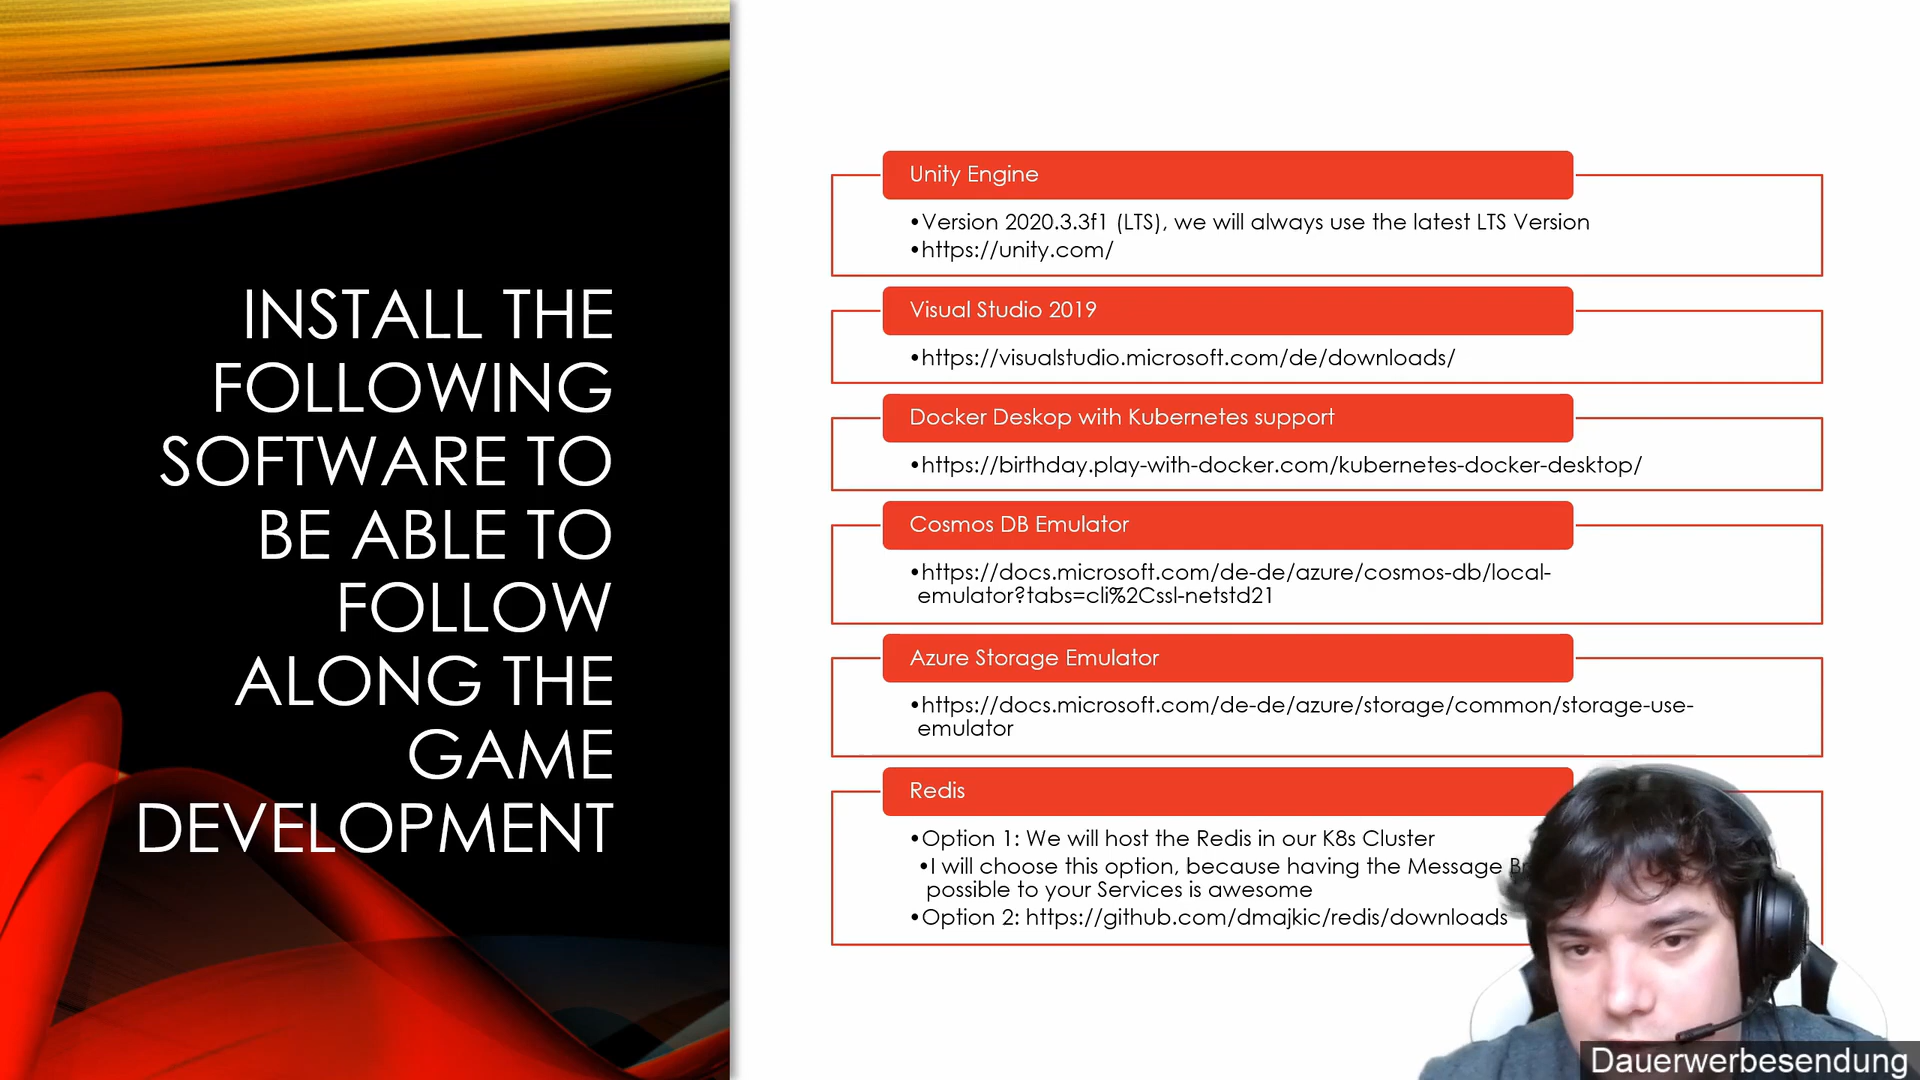 INSTALL THE
FOLLOWING
SOFTWARE TO
BE ABLE TO
FOLLOW
ALONG THE
GAME
DEVELOPMENT
Unity Engine
•Version 2020.3.3f1 (LTS), we will always use the latest LTS Version
•https://unity.com/
Visual Studio 2019
•https://visualstudio.microsoft.com/de/downloads/
Docker Deskop with Kubernetes support
•https://birthday.play-with-docker.com/kubernetes-docker-desktop/
Cosmos DB Emulator
•https://docs.microsoft.com/de-de/azure/cosmos-db/local-
emulator?tabs=cli%2Cssl-netstd21
Azure Storage Emulator
•https://docs.microsoft.com/de-de/azure/storage/common/storage-use-
emulator
Redis
•Option 1: We will host the Redis in our K8s Cluster
•I will choose this option, because having the Message
possible to your Services is awesome
•Option 2: https://github.com/dmajkic/redis/downloads
Dauerwerbesendung